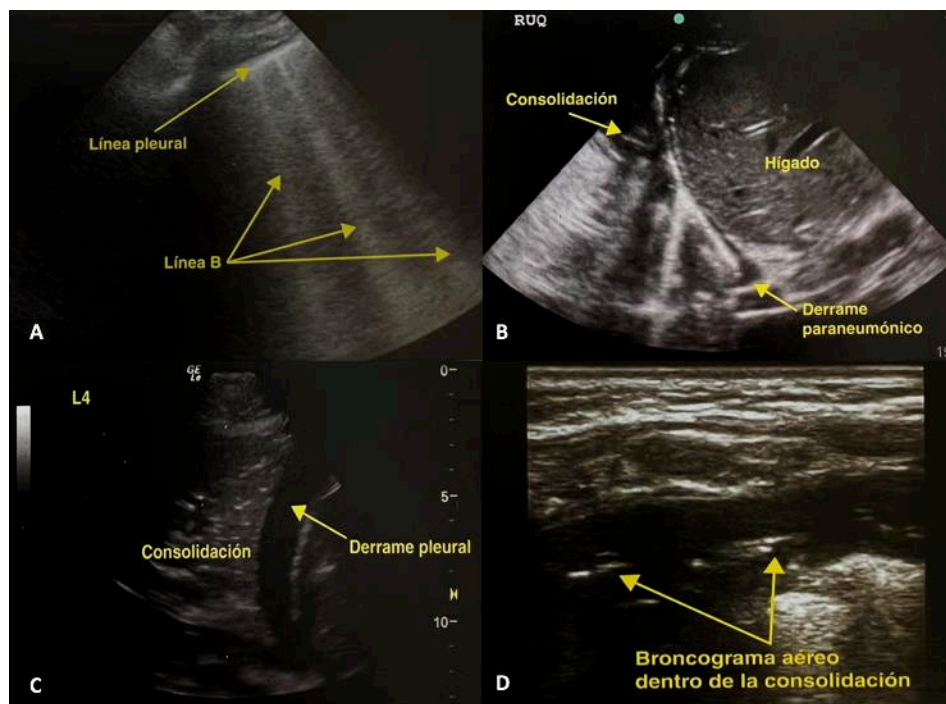 Línea pleural
Línea B
A
RUQ
Consolidación
Hígado
Derrame
paraneumónico
B
15
GE
L4
0
5
10
Consolidación
Derrame pleural
C
Broncograma aéreo
dentro de la consolidación
D